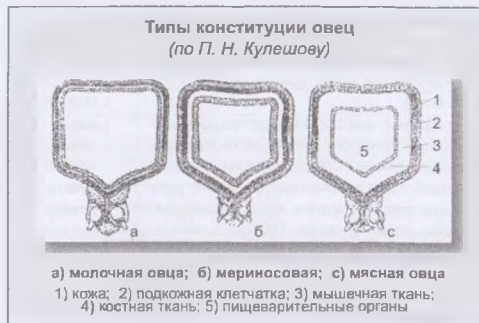 Типы конституции овец
(по П. Н. Кулешову)
1
2
3
4
5
а
б
с
а) молочная овца; б) мериносовая; с) мясная овца
1) кожа; 2) подкожная клетчатка; 3) мышечная ткань;
4) костная ткань; 5) пищеварительные органы